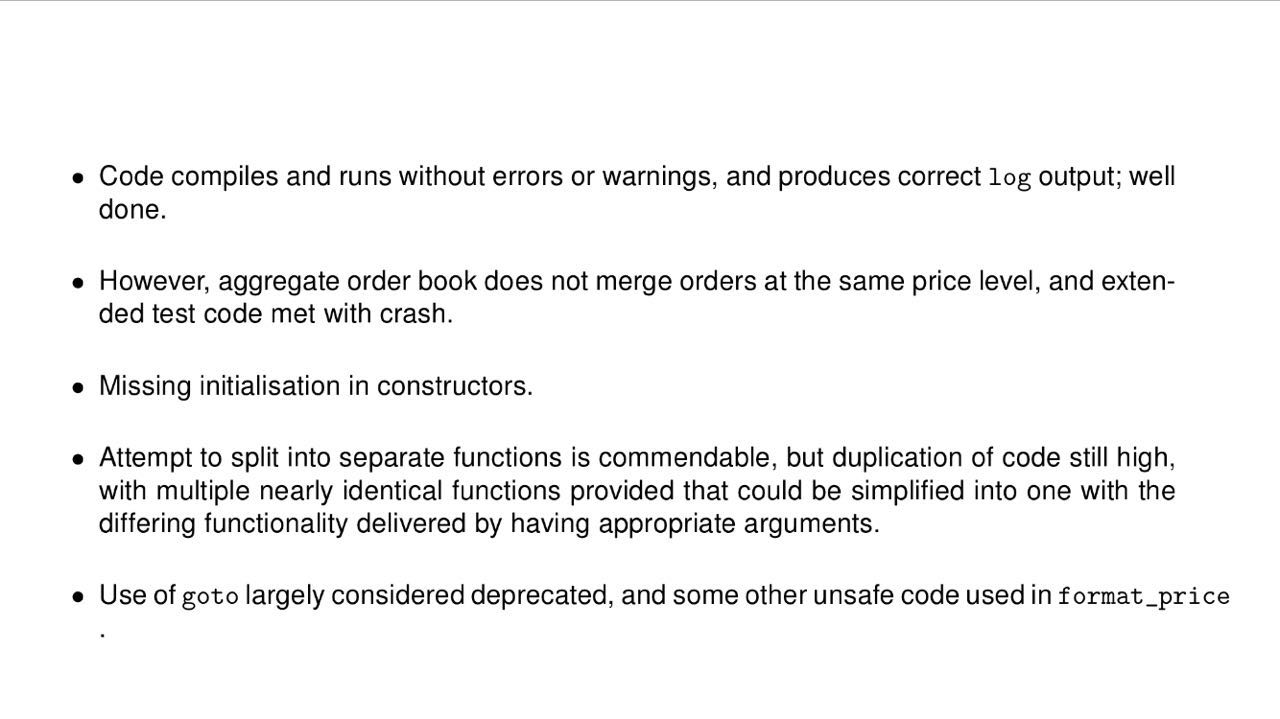 • Code compiles and runs without errors or warnings, and produces correct log output; well
done.
• However, aggregate order book does not merge orders at the same price level, and exten-
ded test code met with crash.
• Missing initialisation in constructors.
• Attempt to split into separate functions is commendable, but duplication of code still high,
with multiple nearly identical functions provided that could be simplified into one with the
differing functionality delivered by having appropriate arguments.
• Use of goto largely considered deprecated, and some other unsafe code used in format_price
.